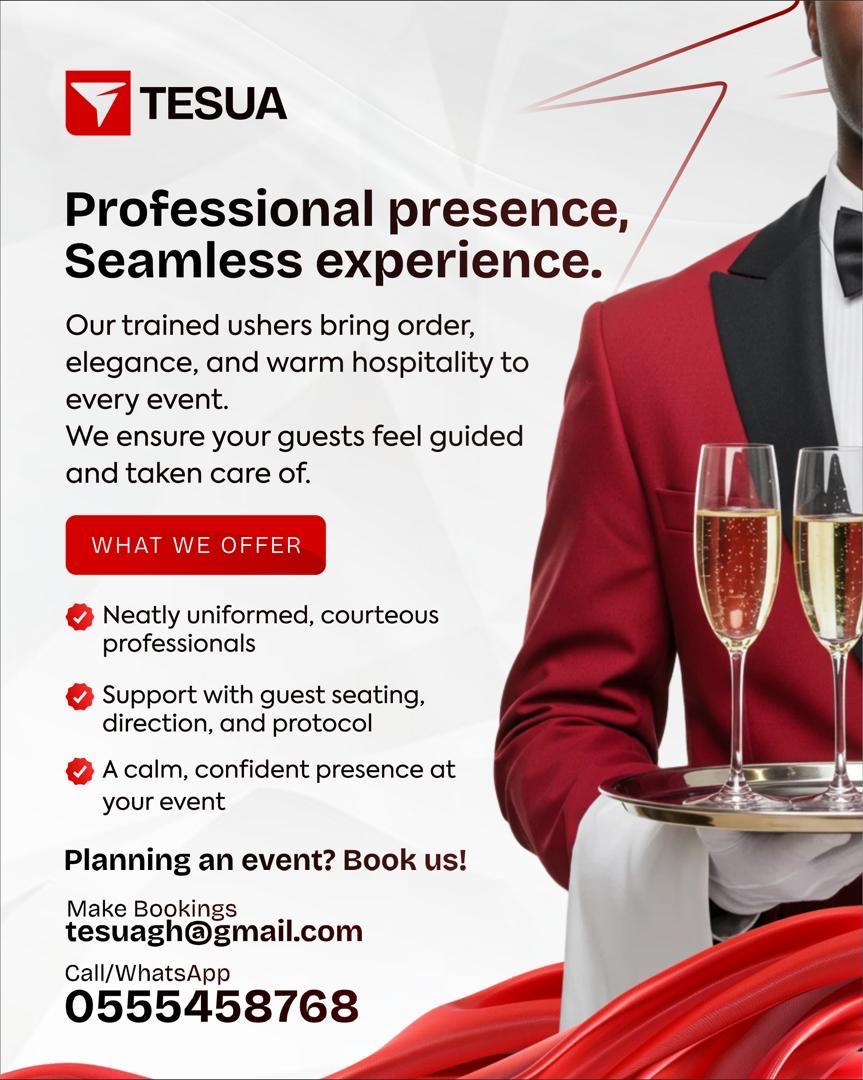 TESUA
Professional presence,
Seamless experience.
Our trained ushers bring order,
elegance, and warm hospitality to
every event.
We ensure your guests feel guided
and taken care of.
WHAT WE OFFER
Neatly uniformed, courteous
professionals
Support with guest seating,
direction, and protocol
A calm, confident presence at
your event
Planning an event? Book us!
Make Bookings
tesuagh@gmail.com
Call/WhatsApp
0555458768